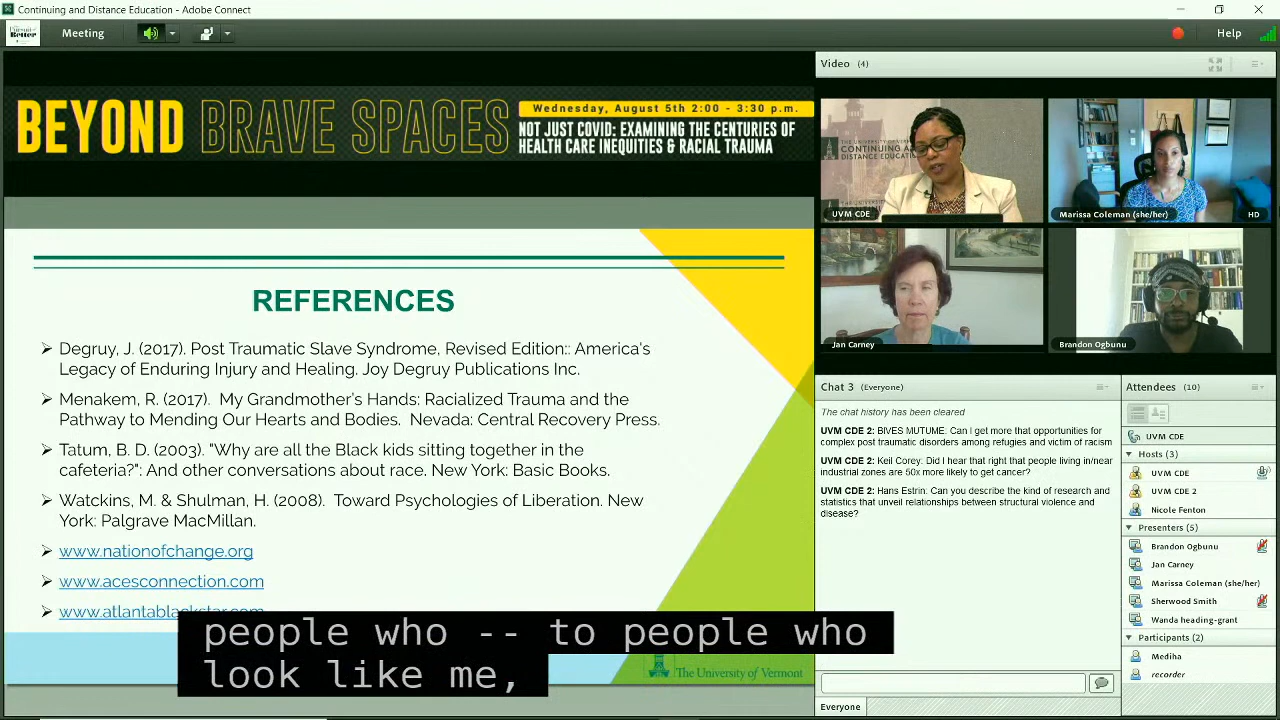 Continuing and Distance Education - Adobe Connect
Meeting
Help
BEYOND BRAVE SPACES
Wednesday, August 5th 2:00 - 3:30 p.m.
NOT JUST COVID: EXAMINING THE CENTURIES OF
HEALTH CARE INEQUITIES & RACIAL TRAUMA
REFERENCES
➢ Degruy, J. (2017). Post Traumatic Slave Syndrome, Revised Edition:: America's
Legacy of Enduring Injury and Healing. Joy Degruy Publications Inc.
➢ Menakem, R. (2017). My Grandmother's Hands: Racialized Trauma and the
Pathway to Mending Our Hearts and Bodies. Nevada: Central Recovery Press.
➢ Tatum, B. D. (2003). "Why are all the Black kids sitting together in the
cafeteria?": And other conversations about race. New York: Basic Books.
➢ Watckins, M. & Shulman, H. (2008). Toward Psychologies of Liberation. New
York: Palgrave MacMillan.
➢ www.nationofchange.org
➢ www.acesconnection.com
➢ www.atlantablackstar.com
people who -- to people who
look like me,
The University of Vermont
Video (4)
CONTINUING A
DISTANCE EDUCATIO
UVM CDE
Marissa Coleman (she/her)
HD
Jan Carney
Brandon Ogbunu
Chat 3 (Everyone)
The chat history has been cleared
UVM CDE 2: BIVES MUTUME: Can I get more that opportunities for
complex post traumatic disorders among refugies and victim of racism
UVM CDE 2: Keil Corey: Did I hear that right that people living in/near
industrial zones are 50x more likely to get cancer?
UVM CDE 2: Hans Estrin: Can you describe the kind of research and
statistics that unveil relationships between structural violence and
disease?
Everyone
Attendees (10)
UVM CDE
Hosts (3)
UVM CDE
UVM CDE 2
Nicole Fenton
Presenters (5)
Brandon Ogbunu
Jan Carney
Marissa Coleman (she/her)
Sherwood Smith
Wanda heading-grant
Participants (2)
Mediha
recorder